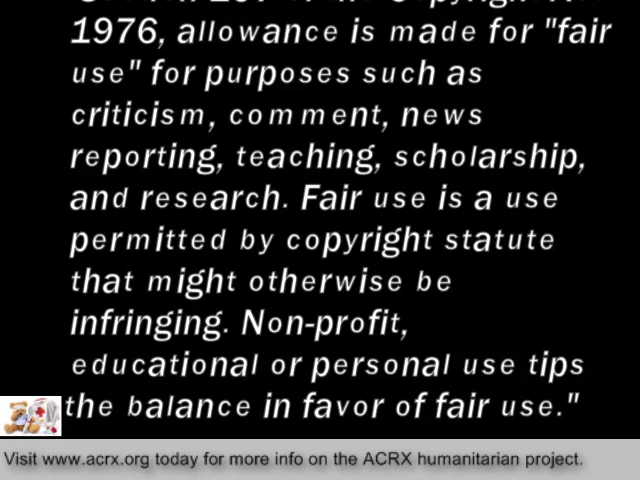 1976, allowance is made for "fair
use" for purposes such as
criticism, comment, news
reporting, teaching, scholarship,
and research. Fair use is a use
permitted by copyright statute
that might otherwise be
infringing. Non-profit,
educational or personal use tips
the balance in favor of fair use."
Visit www.acrx.org today for more info on the ACRX humanitarian project.